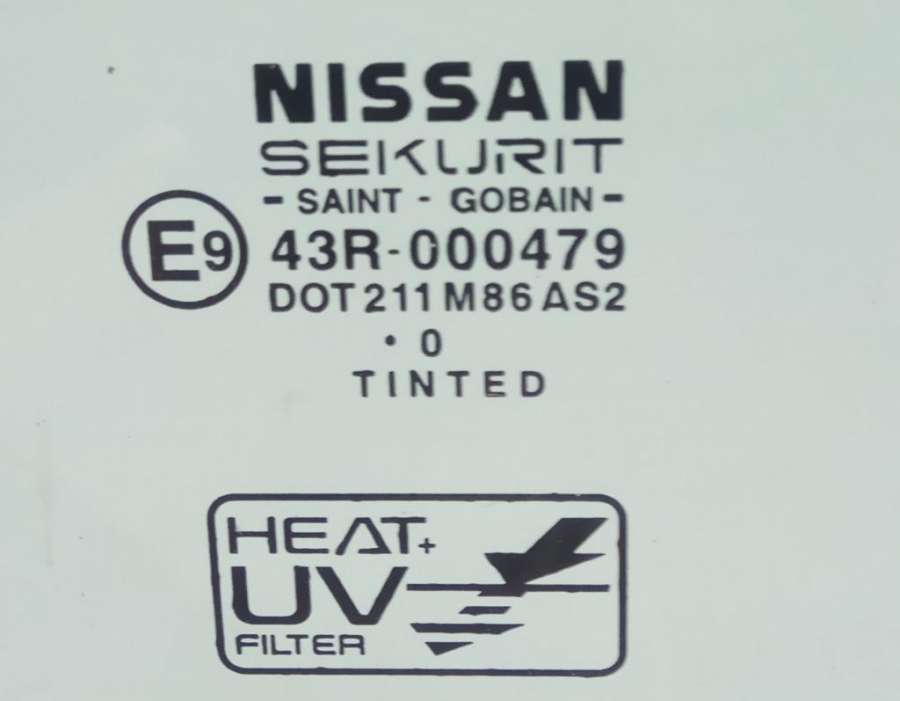 NISSAN
SEKURIT
- SAINT - GOBAIN -
E9
43R-000479
DOT 211 M86 AS2
• 0
TINTED
HEAT+
UV
FILTER